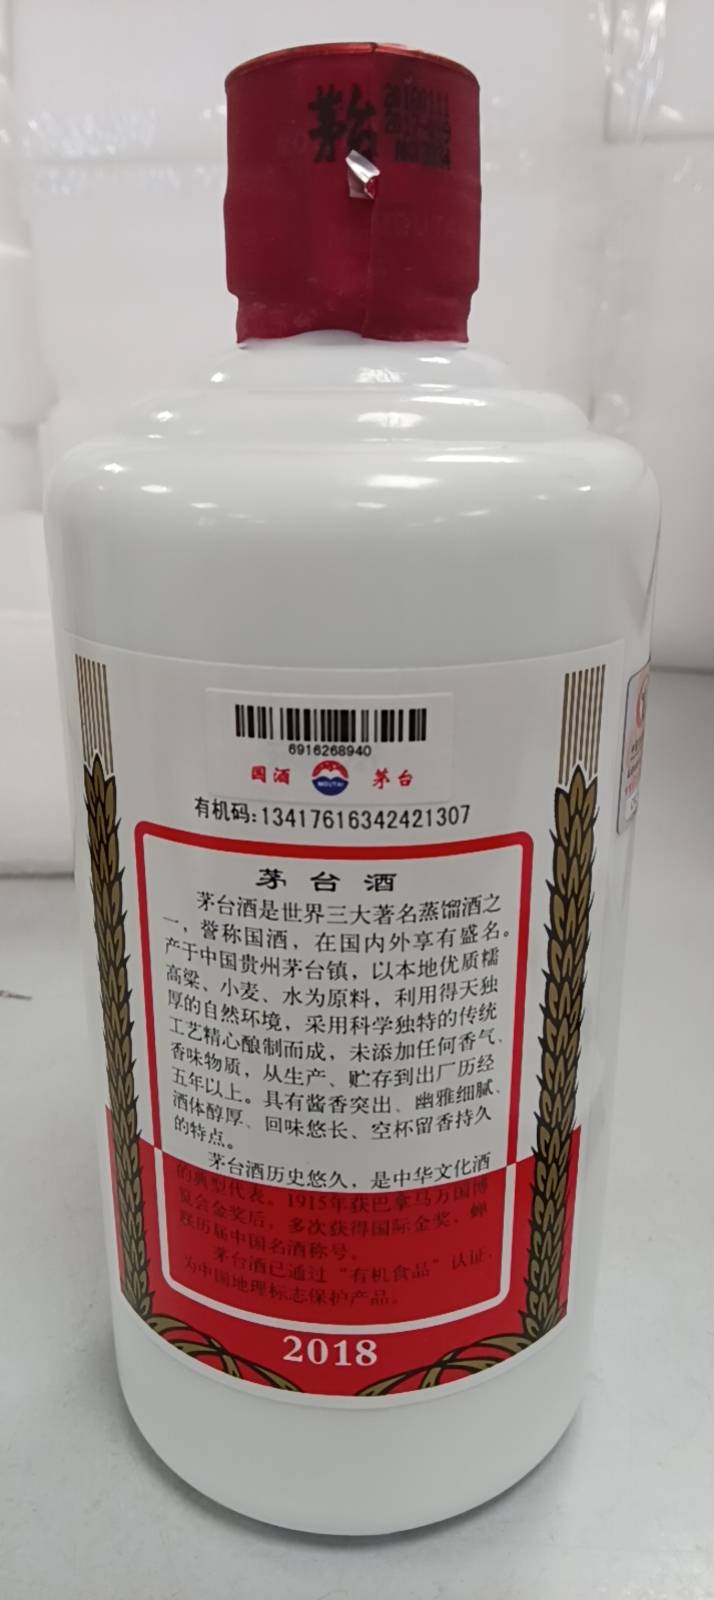 茅台
6916268940
国酒
MOUTAI
茅台
有机码:13417616342421307
茅台酒
茅台酒是世界三大著名蒸馏酒之
一，誉称国酒，在国内外享有盛名。
产于中国贵州茅台镇，以本地优质糯
高粱、小麦、水为原料，利用得天独
厚的自然环境，采用科学独特的传统
工艺精心酿制而成，未添加任何香气、
香味物质，从生产、贮存到出厂历经
五年以上。具有酱香突出、幽雅细腻、
酒体醇厚、回味悠长、空杯留香持久
的特点。
茅台酒历史悠久，是中华文化酒
的典型代表。1915年获巴拿马万国博
览会金奖后，多次获得国际金奖、蝉
联历届中国名酒称号。
茅台酒已通过“有机食品”认证，
为中国地理标志保护产品。
2018